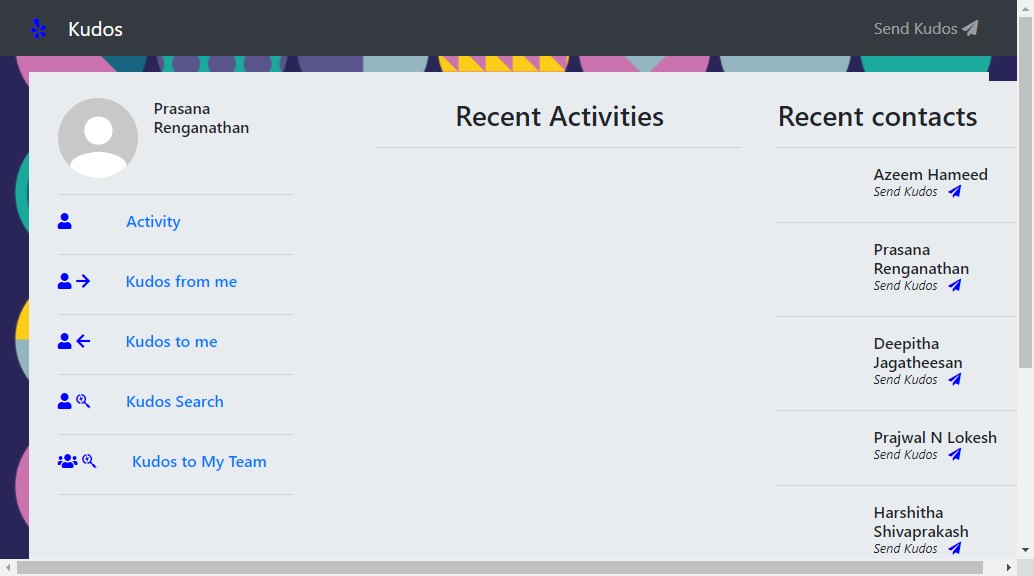 Kudos
Send Kudos
Prasana
Renganathan
Activity
Kudos from me
Kudos to me
Kudos Search
Kudos to My Team
Recent Activities
Recent contacts
Azeem Hameed
Send Kudos
Prasana
Renganathan
Send Kudos
Deepitha
Jagatheesan
Send Kudos
Prajwal N Lokesh
Send Kudos
Harshitha
Shivaprakash
Send Kudos